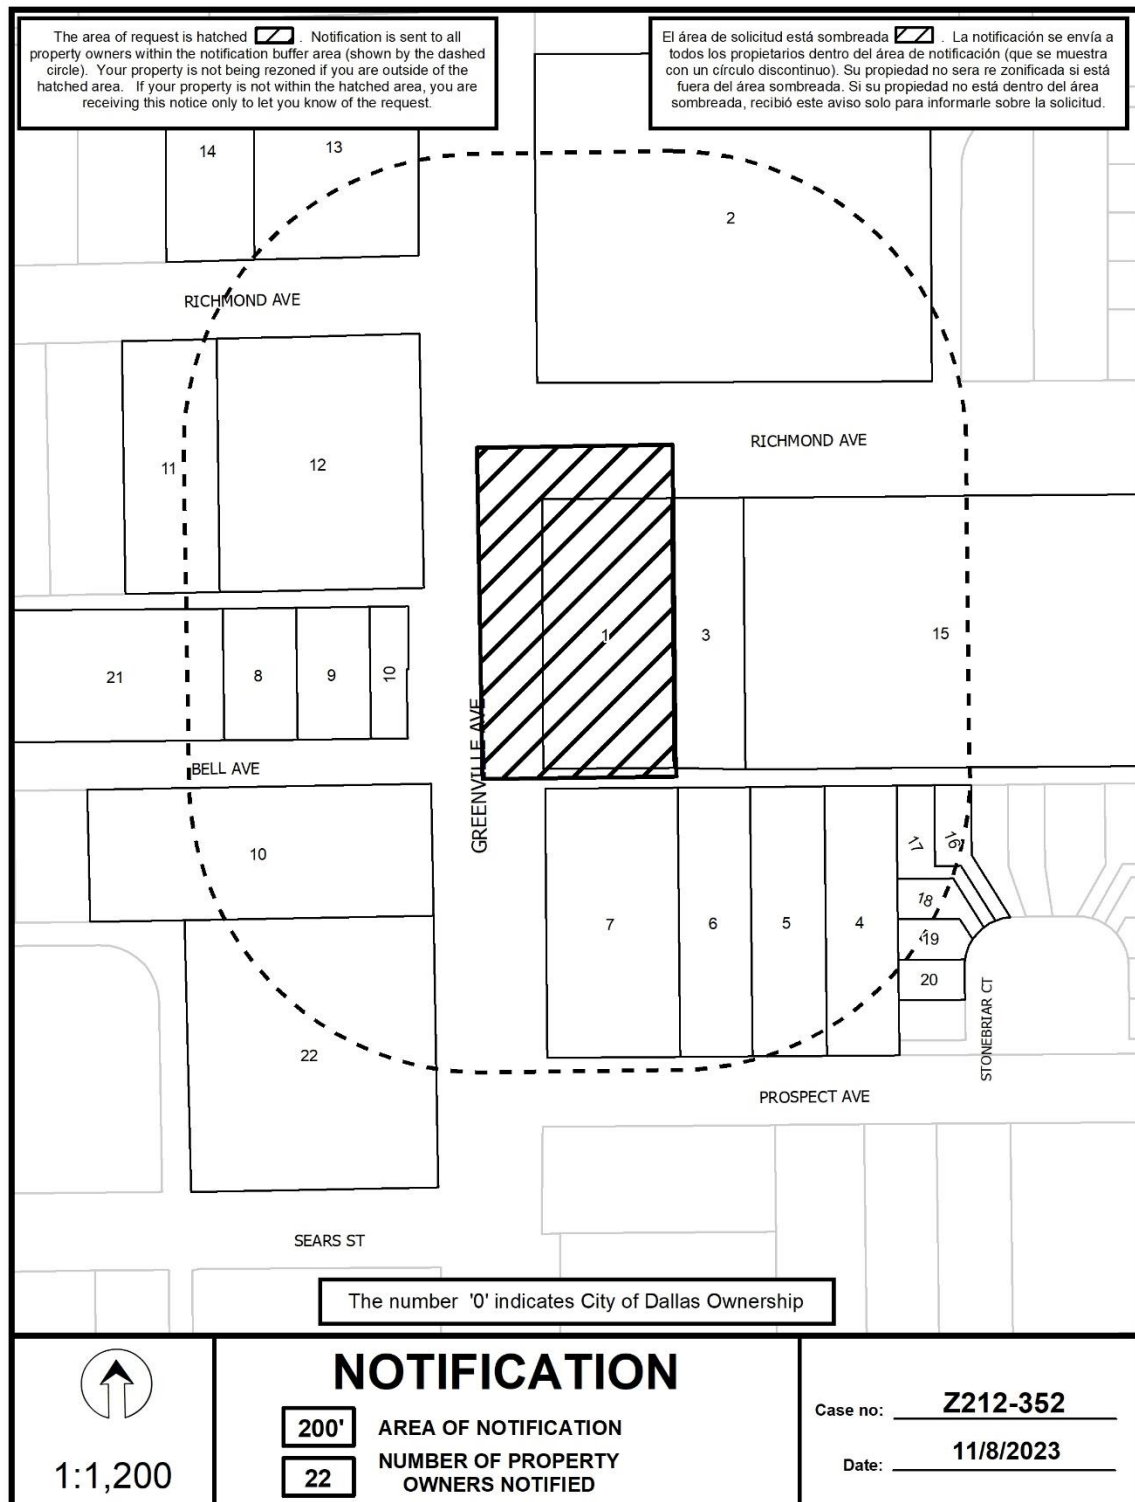 The area of request is hatched . Notification is sent to all
property owners within the notification buffer area (shown by the dashed
circle). Your property is not being rezoned if you are outside of the
hatched area. If your property is not within the hatched area, you are
receiving this notice only to let you know of the request.
El área de solicitud está sombreada . La notificación se envía a
todos los propietarios dentro del área de notificación (que se muestra
con un círculo discontinuo). Su propiedad no sera re zonificada si está
fuera del área sombreada. Si su propiedad no está dentro del área
sombreada, recibió este aviso solo para informarle sobre la solicitud.
14
13
2
RICHMOND AVE
RICHMOND AVE
11
12
1
3
15
21
8
9
10
GREENVILLE AVE
BELL AVE
10
7
6
5
4
17
16
18
19
20
STONEBRIAR CT
22
PROSPECT AVE
SEARS ST
The number '0' indicates City of Dallas Ownership
1:1,200
NOTIFICATION
200' AREA OF NOTIFICATION
22 NUMBER OF PROPERTY
OWNERS NOTIFIED
Case no: Z212-352
Date: 11/8/2023